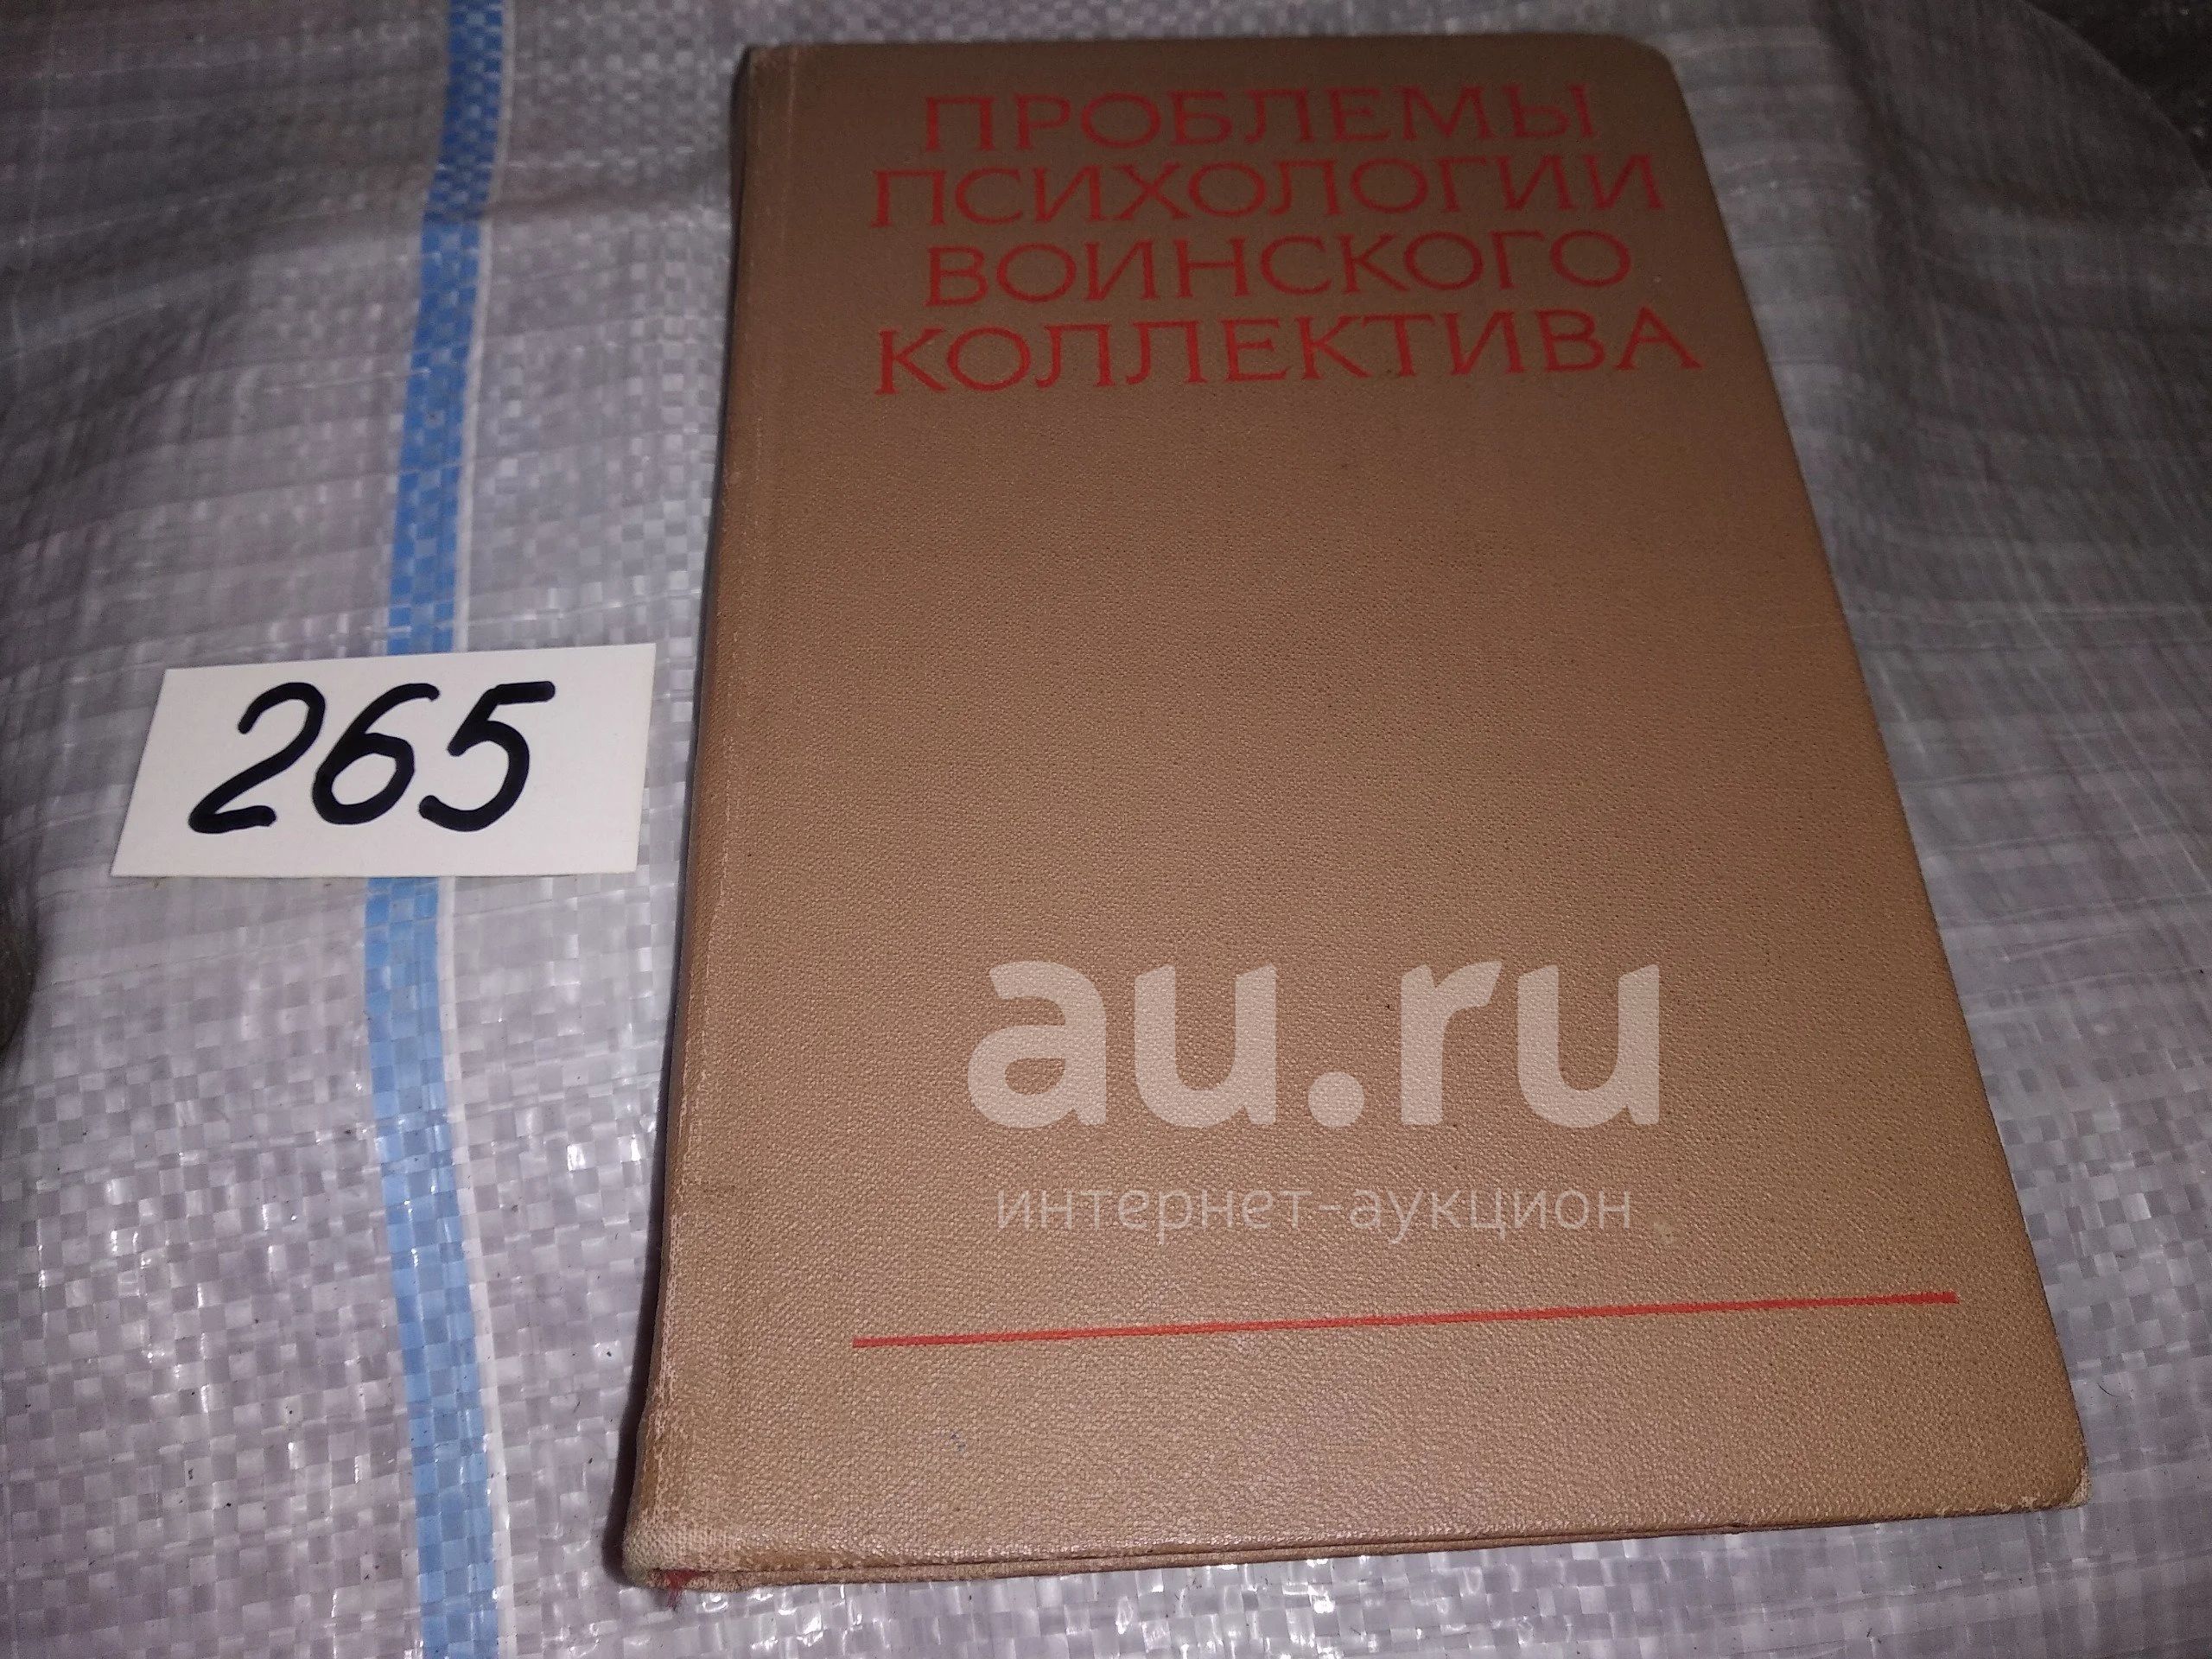 ПРОБЛЕМЫ
ПСИХОЛОГИИ
ВОИНСКОГО
КОЛЛЕКТИВА
265
au.ru
интернет-аукцион